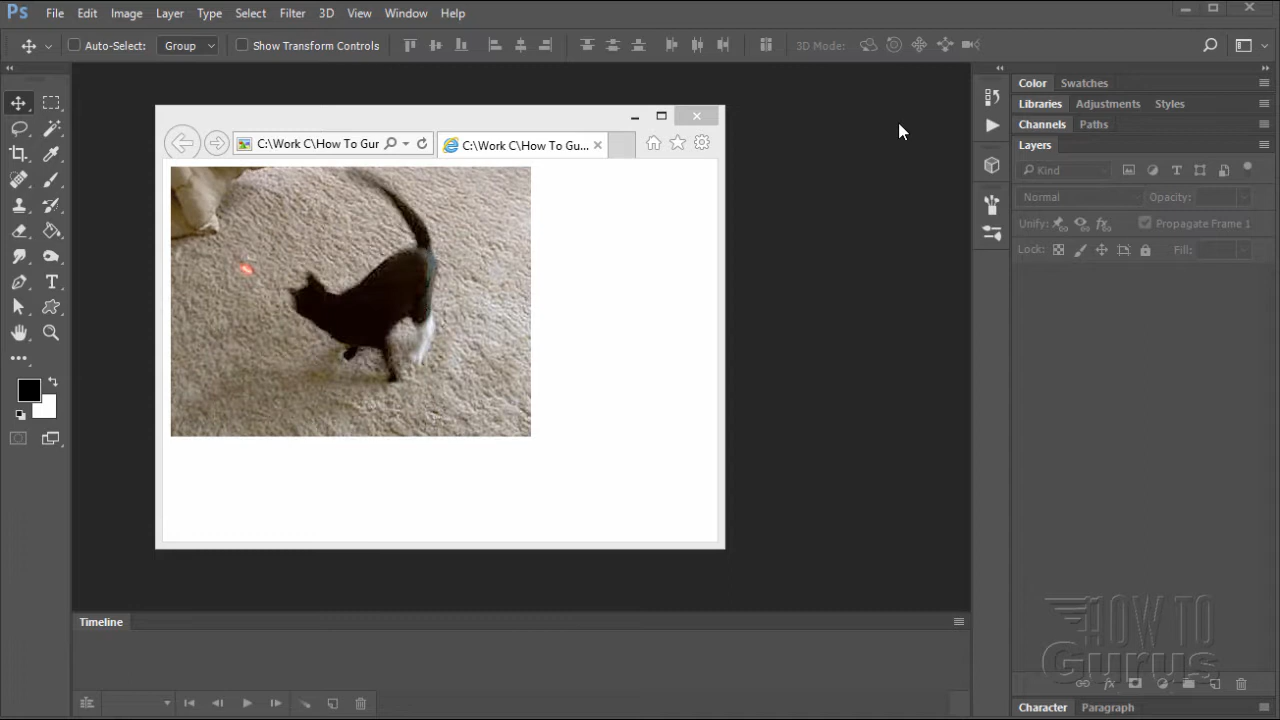 Ps File Edit Image Layer Type Select Filter 3D View Window Help
Auto-Select: Group Show Transform Controls 3D Mode:
Color Swatches
Libraries Adjustments Styles
Channels Paths
Layers
C:\Work C\How To Gur C:\Work C\How To Gu...
Kind
Normal Opacity:
Unify: Propagate Frame 1
Lock: Fill:
HOW TO
Gurus
Timeline
Character Paragraph